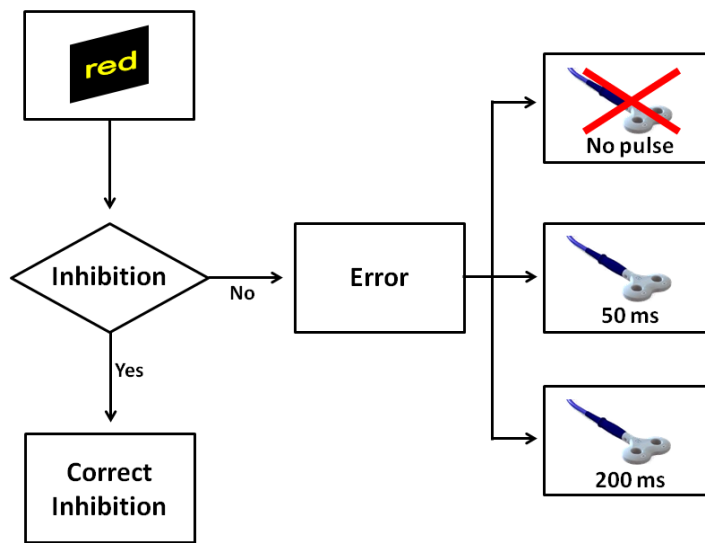 red
No pulse
Inhibition
No
Error
50 ms
Yes
Correct
Inhibition
200 ms